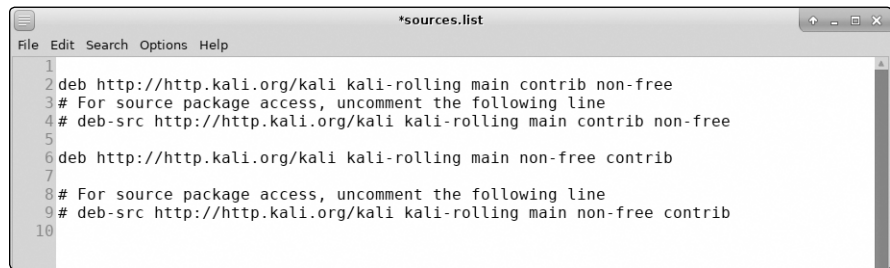 *sources.list
File Edit Search Options Help
1
2 deb http://http.kali.org/kali kali-rolling main contrib non-free
3 # For source package access, uncomment the following line
4 # deb-src http://http.kali.org/kali kali-rolling main contrib non-free
5
6 deb http://http.kali.org/kali kali-rolling main non-free contrib
7
8 # For source package access, uncomment the following line
9 # deb-src http://http.kali.org/kali kali-rolling main non-free contrib
10